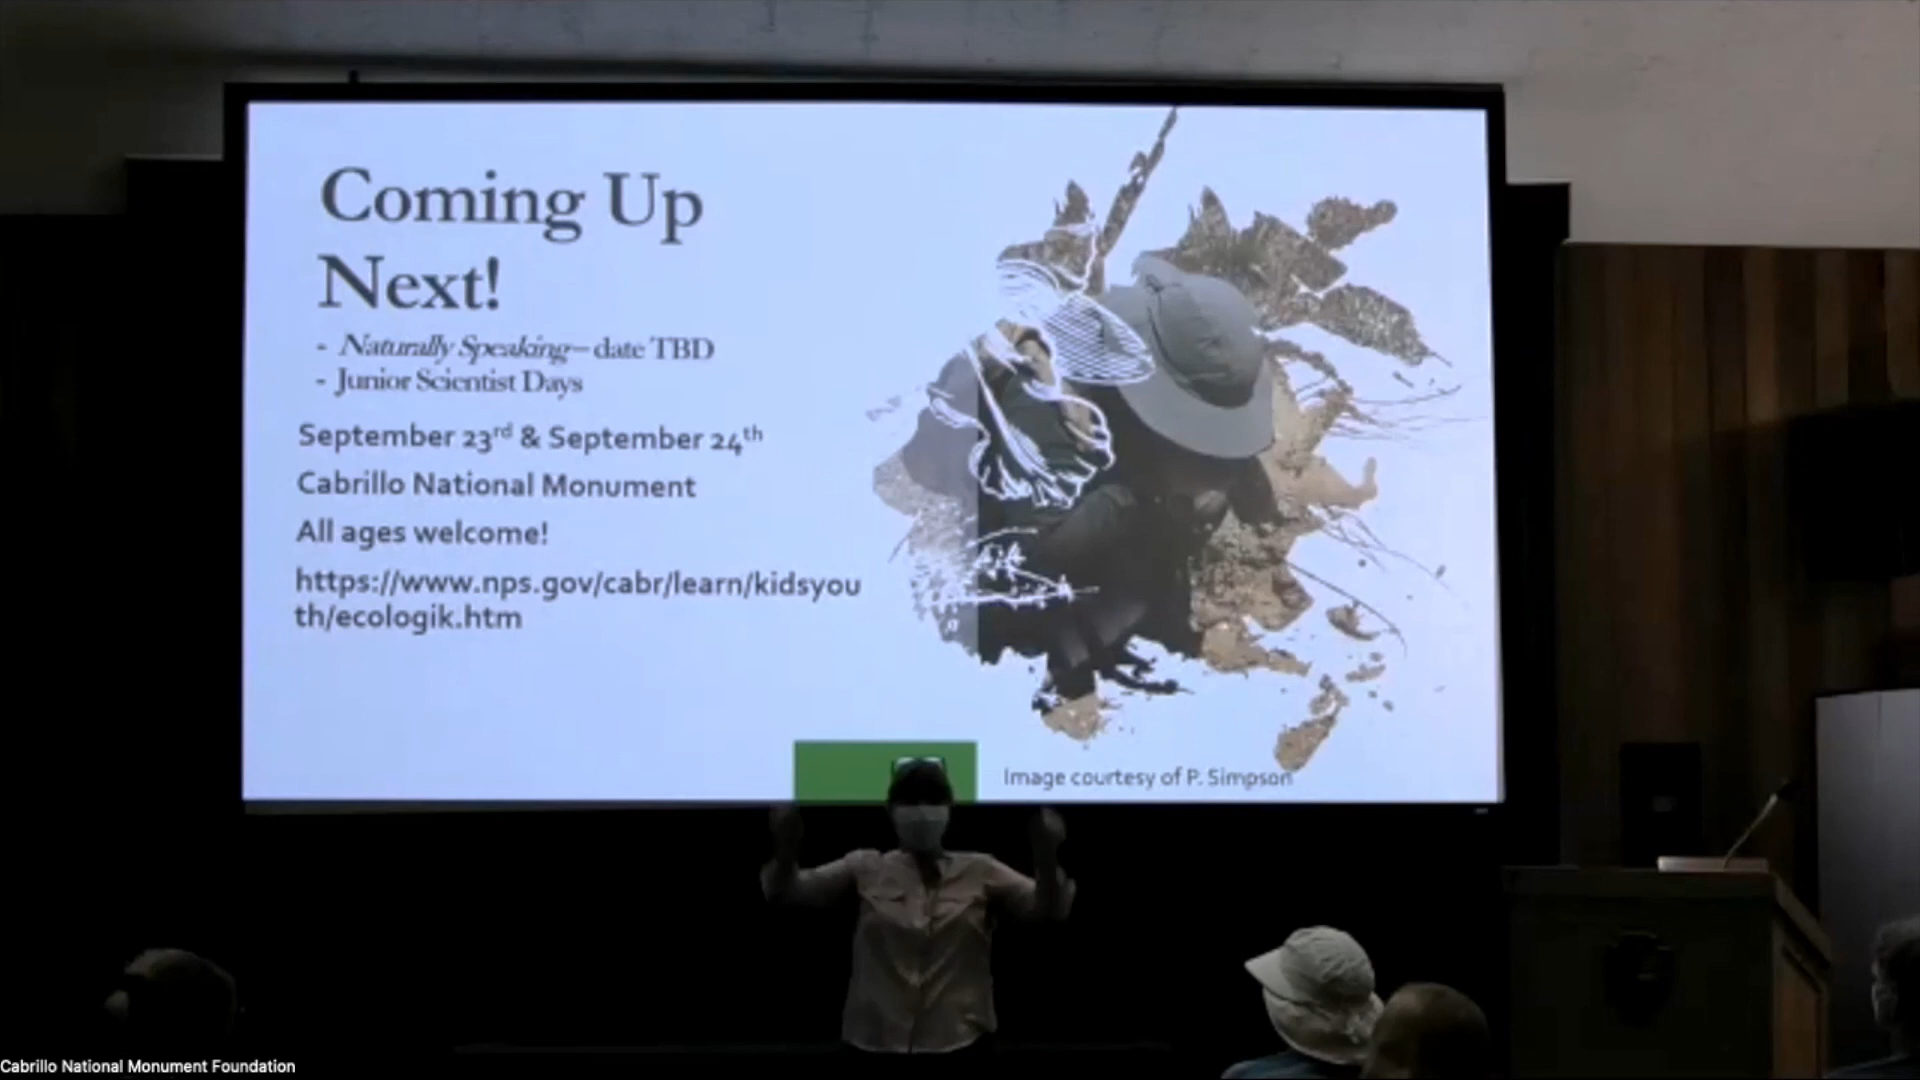 Coming Up
Next!
- Naturally Speaking– date TBD
- Junior Scientist Days
September 23rd & September 24th
Cabrillo National Monument
All ages welcome!
https://www.nps.gov/cabr/learn/kidsyou
th/ecologik.htm
Image courtesy of P. Simpson
Cabrillo National Monument Foundation